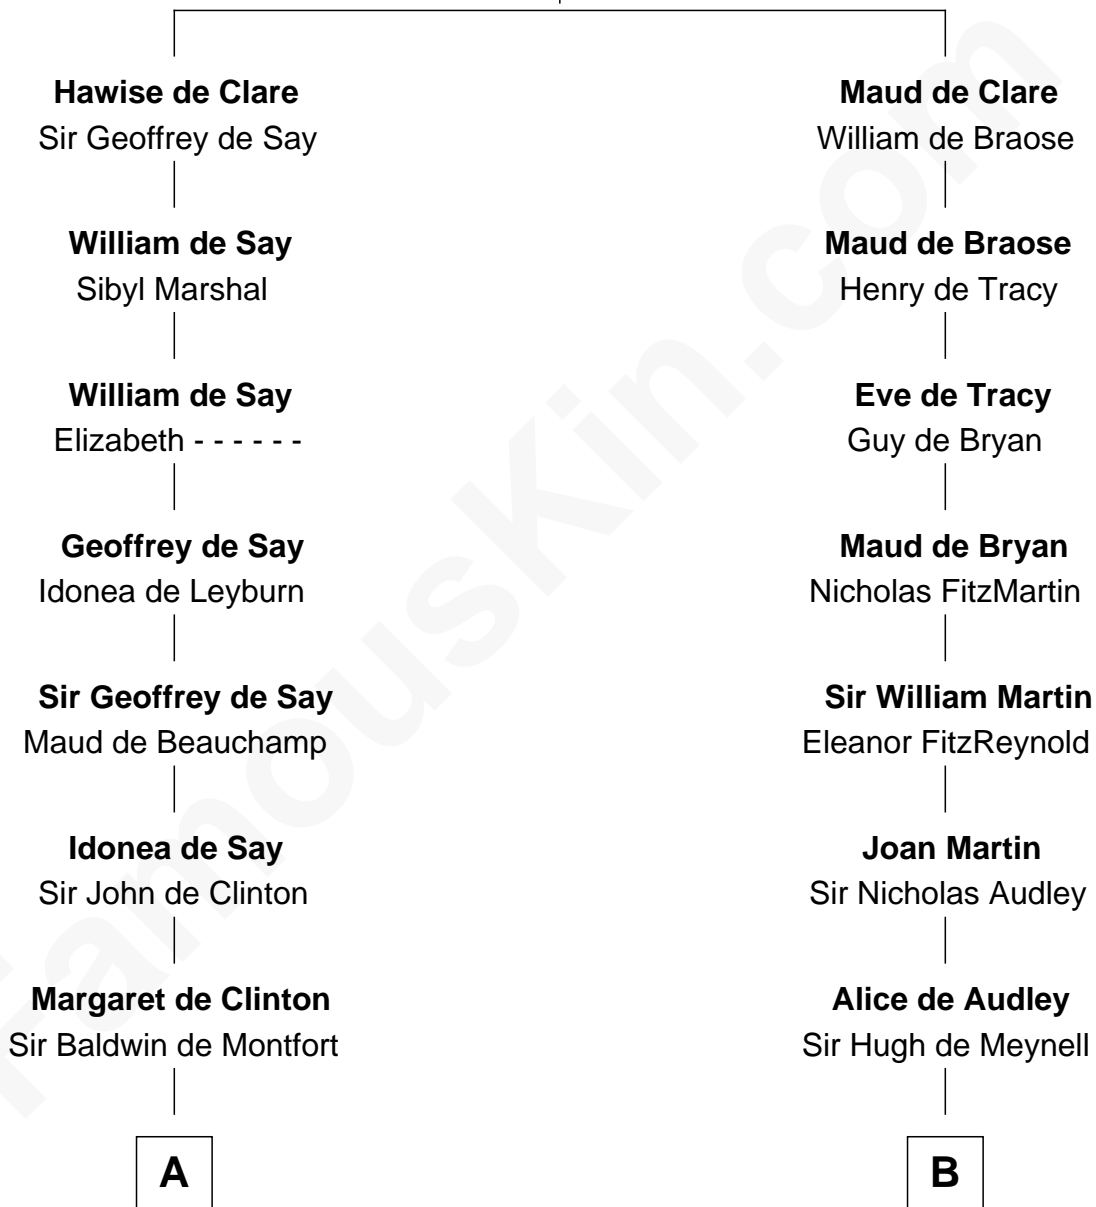 Hawise de Clare
Sir Geoffrey de Say
William de Say
Sibyl Marshal
William de Say
Elizabeth - - - - - -
Geoffrey de Say
Idonea de Leyburn
Sir Geoffrey de Say
Maud de Beauchamp
Idonea de Say
Sir John de Clinton
Margaret de Clinton
Sir Baldwin de Montfort
A
Maud de Clare
William de Braose
Maud de Braose
Henry de Tracy
Eve de Tracy
Guy de Bryan
Maud de Bryan
Nicholas FitzMartin
Sir William Martin
Eleanor FitzReynold
Joan Martin
Sir Nicholas Audley
Alice de Audley
Sir Hugh de Meynell
B
FamousKin.com